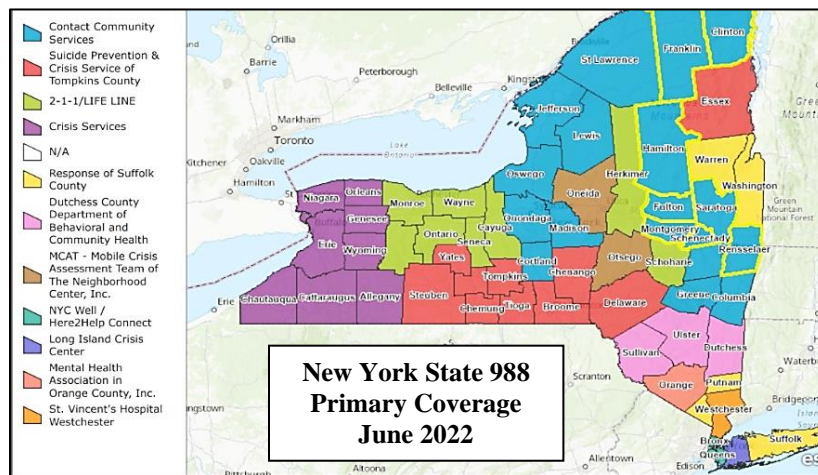 Contact Community
Services
Suicide Prevention &
Crisis Service of
Tompkins County
2-1-1/LIFE LINE
Crisis Services
N/A
Response of Suffolk
County
Dutchess County
Department of
Behavioral and
Community Health
MCAT - Mobile Crisis
Assessment Team of
The Neighborhood
Center, Inc.
NYC Well /
Here2Help Connect
Long Island Crisis
Center
Mental Health
Association in
Orange County, Inc.
St. Vincent's Hospital
Westchester
Orillia
Barrie
Peterborough
Belleville
Markham
Toronto
Kitchener
Oakville
Hamilton
Lake
Ontario
Erie
Clinton
Franklin
St Lawrence
Essex
Jefferson
Lewis
Hamilton
Warren
Washington
Oswego
Oneida
Herkimer
Fulton
Saratoga
Niagara
Orleans
Monroe
Wayne
Genesee
Ontario
Cayuga
Seneca
Onondaga
Madison
Montgomery
Schenectady
Rensselaer
Erie
Wyoming
Yates
Cortland
Chenango
Otsego
Schoharie
Chautauqua
Cattaraugus
Allegany
Steuben
Tompkins
Chemung
Tioga
Broome
Delaware
Greene
Columbia
Ulster
Sullivan
Dutchess
Orange
Putnam
Westchester
Bronx
Queens
Suffolk
Green Mountain
National Forest
Scranton
Bridgeport
Allentown
Edison
Altoona
New York State 988
Primary Coverage
June 2022